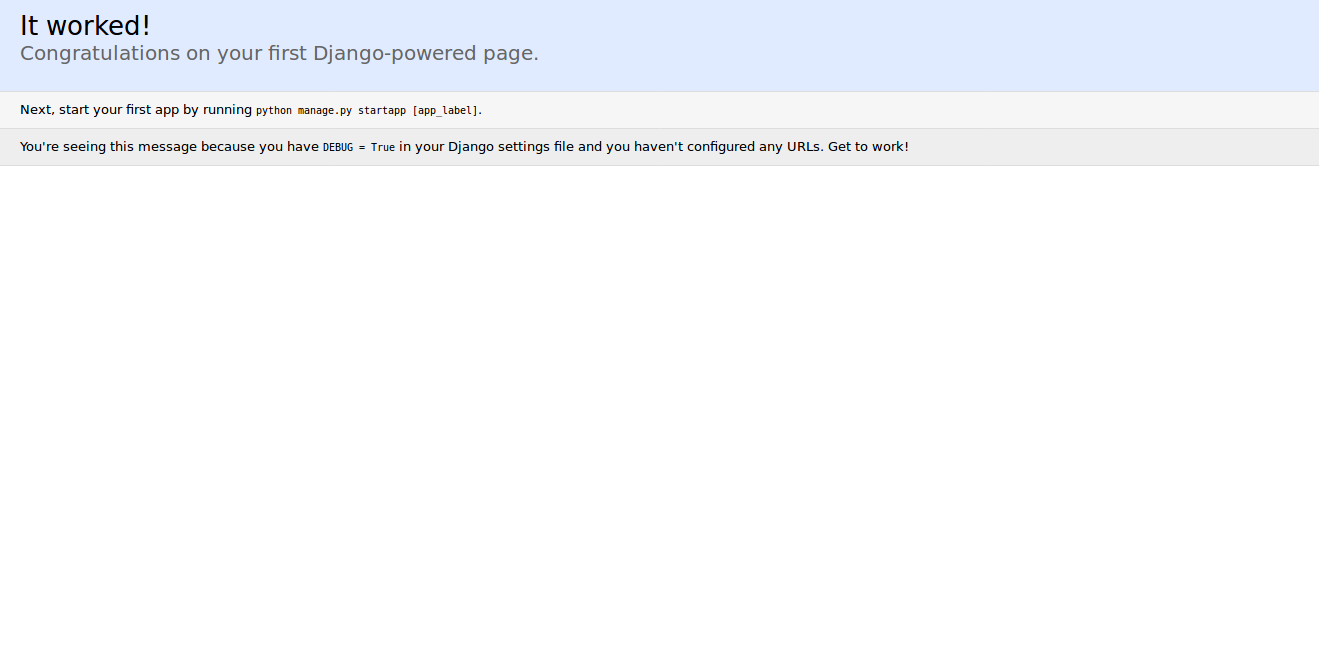 It worked!
Congratulations on your first Django-powered page.
Next, start your first app by running python manage.py startapp [app_label].
You're seeing this message because you have DEBUG = True in your Django settings file and you haven't configured any URLs. Get to work!